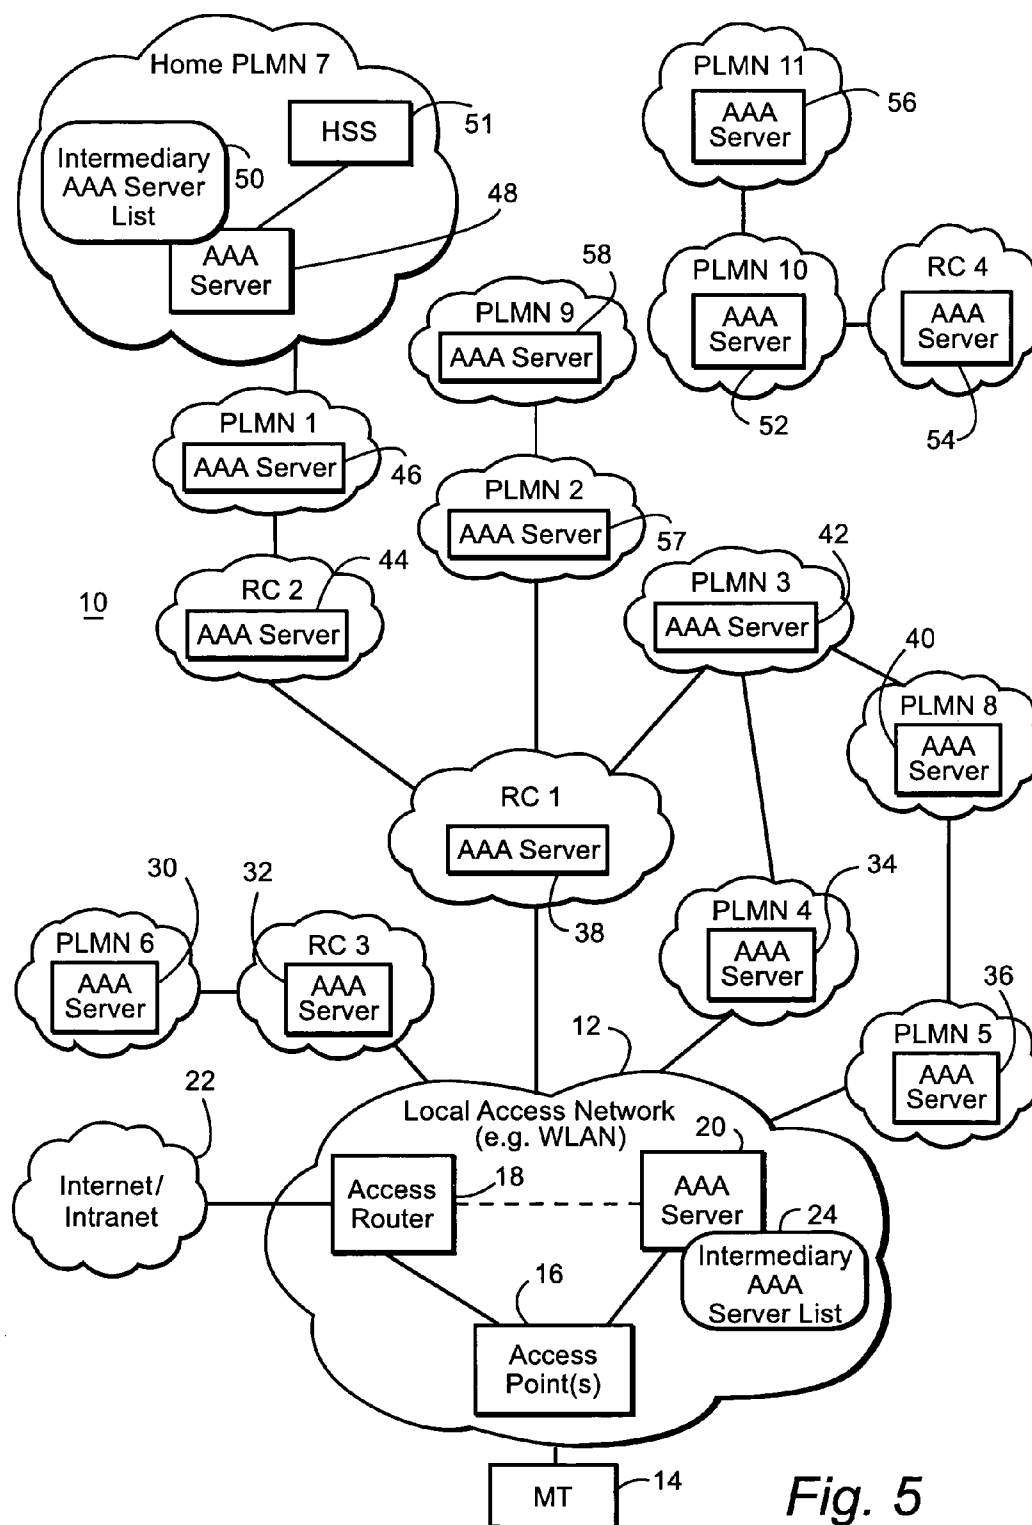 Home PLMN 7
HSS
51
Intermediary
AAA Server
List
50
AAA
Server
48
PLMN 11
AAA
Server
56
PLMN 10
AAA
Server
52
RC 4
AAA
Server
54
58
PLMN 9
AAA Server
PLMN 1
AAA Server
46
PLMN 2
AAA Server
57
44
RC 2
AAA Server
10
42
PLMN 3
AAA Server
40
PLMN 8
AAA
Server
RC 1
AAA Server
38
34
PLMN 4
AAA
Server
30
PLMN 6
AAA
Server
32
RC 3
AAA
Server
36
PLMN 5
AAA
Server
12
22
Internet/
Intranet
Local Access Network
(e.g. WLAN)
Access
Router
18
20
AAA
Server
24
Intermediary
AAA
Server List
16
Access
Point(s)
MT
14
Fig. 5